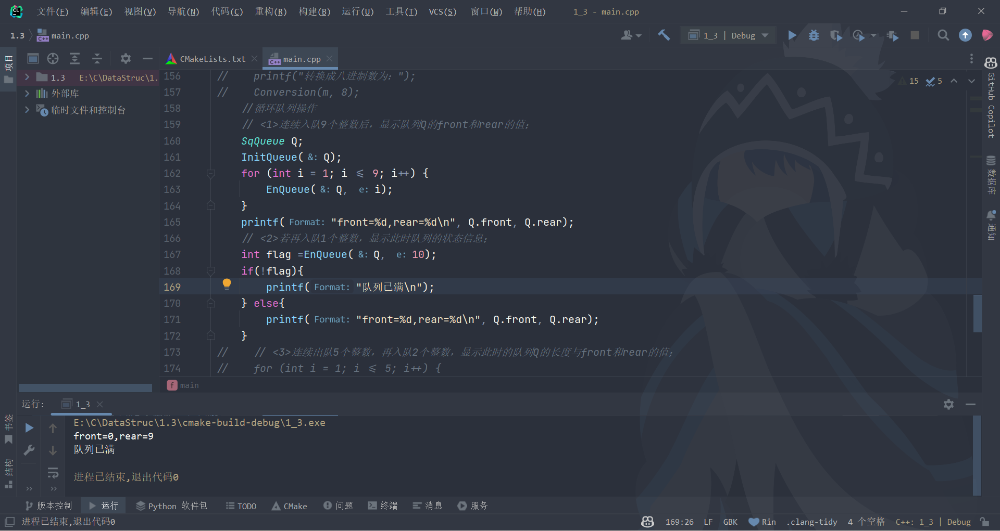 文件(F) 编辑(E) 视图(V) 导航(N) 代码(C) 重构(R) 构建(B) 运行(U) 工具(T) VCS(S) 窗口(W) 帮助(H) 1_3 - main.cpp
1.3 main.cpp 1_3 | Debug
项目
CMakeLists.txt main.cpp
1.3 E:\C\DataStruc\1.
外部库
临时文件和控制台
15 5
156 // printf("转换成八进制数为: ");
157 // Conversion(m, 8);
158 //循环队列操作
159 // <1>连续入队9个整数后, 显示队列Q的front和rear的值;
160 SqQueue Q;
161 InitQueue( &: Q);
162 for (int i = 1; i <= 9; i++) {
163 EnQueue( &: Q, e: i);
164 }
165 printf( Format: "front=%d,rear=%d\n", Q.front, Q.rear);
166 // <2>若再入队1个整数, 显示此时队列的状态信息;
167 int flag =EnQueue( &: Q, e: 10);
168 if(!flag){
169 printf( Format: "队列已满\n");
170 } else{
171 printf( Format: "front=%d,rear=%d\n", Q.front, Q.rear);
172 }
173 // // <3>连续出队5个整数, 再入队2个整数, 显示此时的队列Q的长度与front和rear的值;
174 // for (int i = 1; i <= 5; i++) {
main
GitHub Copilot
数据库
通知
运行: 1_3
书签
结构
E:\C\DataStruc\1.3\cmake-build-debug\1_3.exe
front=0,rear=9
队列已满
进程已结束,退出代码0
版本控制 运行 Python 软件包 TODO CMake 问题 终端 消息 服务
进程已结束,退出代码0 169:26 LF GBK Rin .clang-tidy 4 个空格 C++: 1_3 | Debug